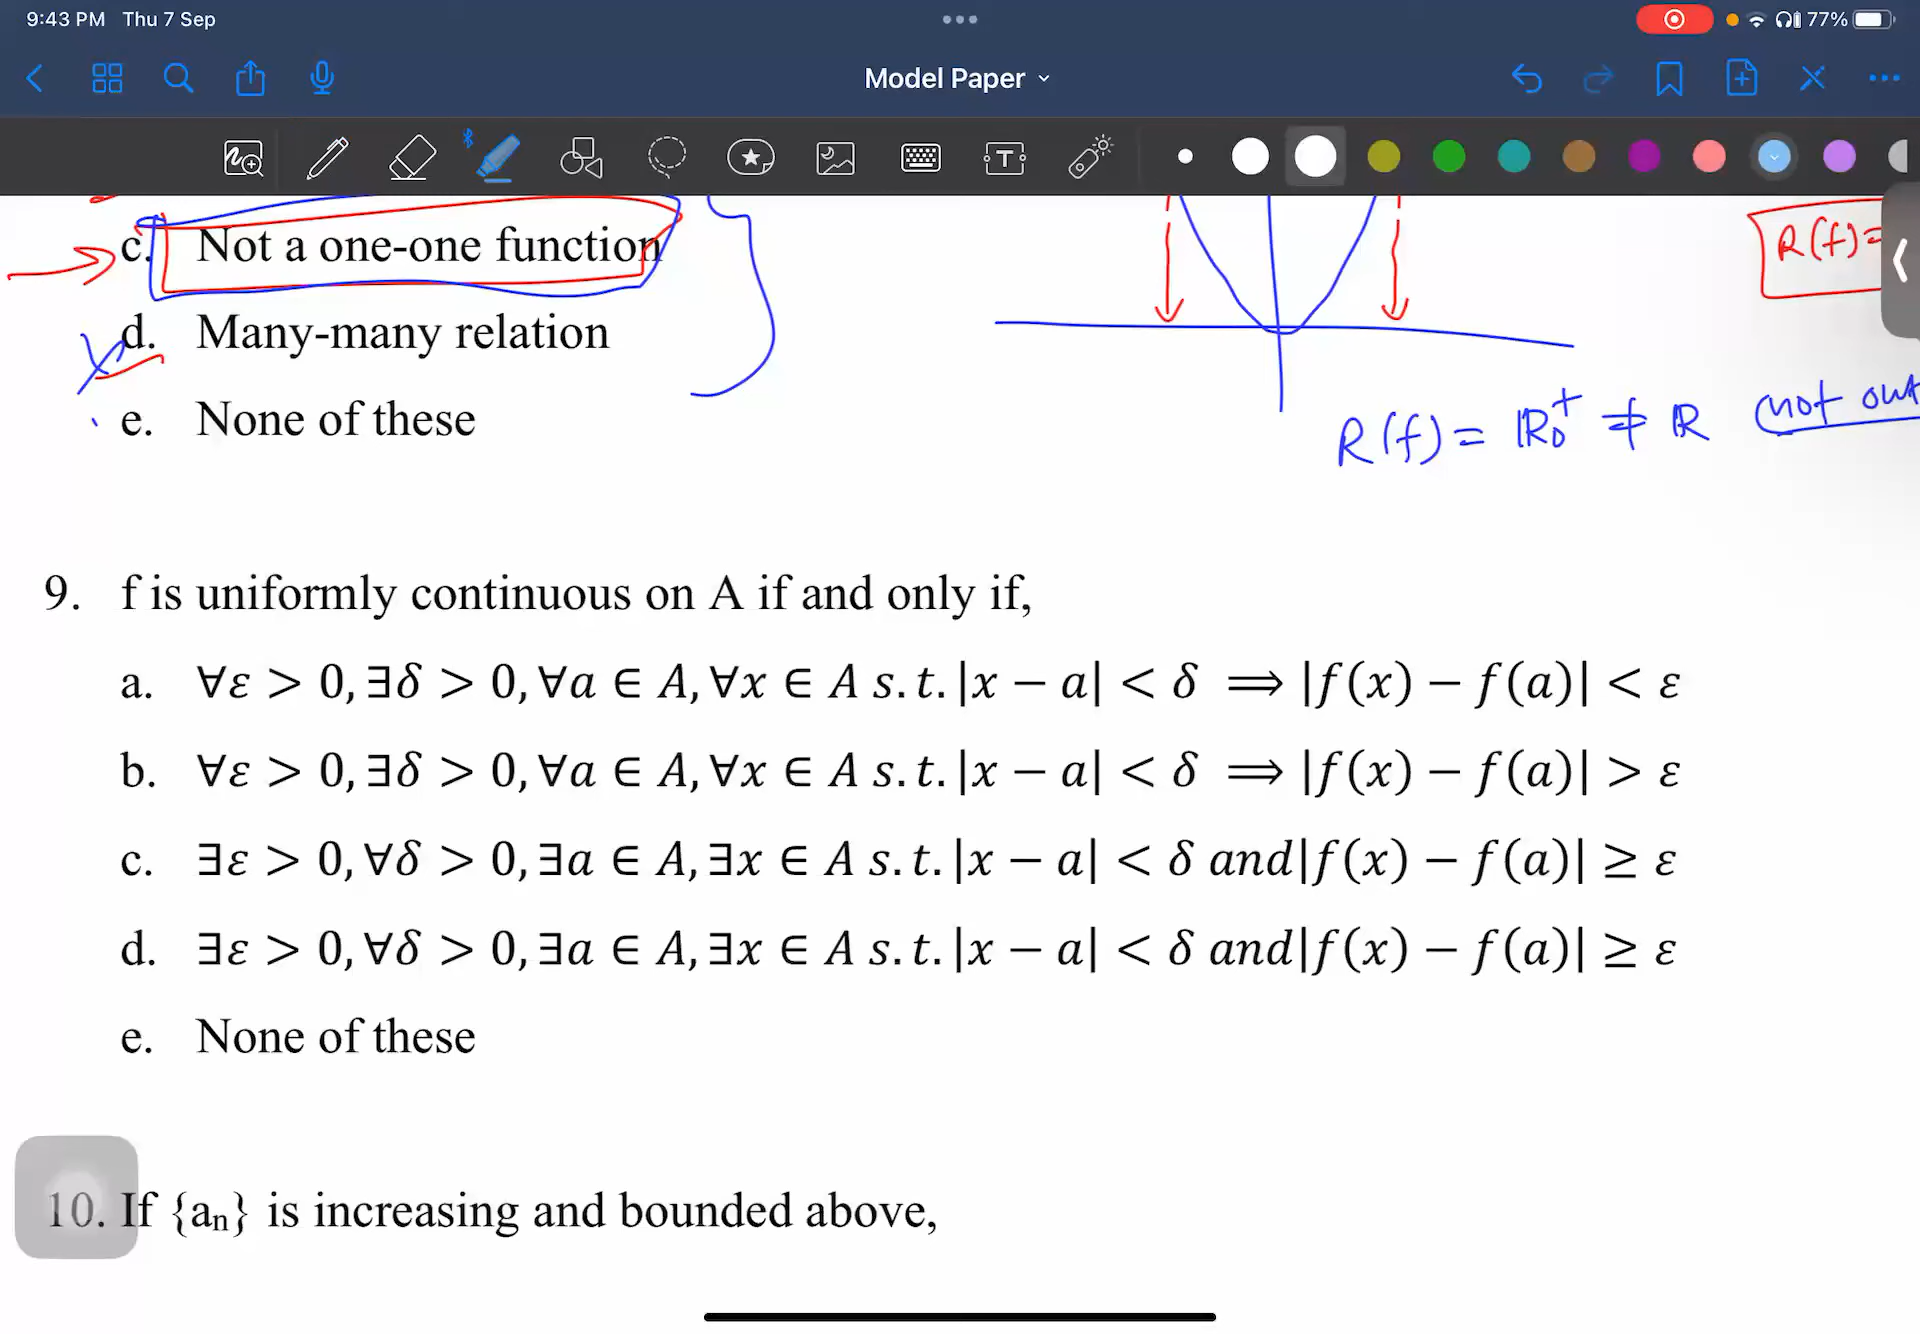 9:43 PM Thu 7 Sep
77%
Model Paper
c. Not a one-one function
R(f)=
d. Many-many relation
e. None of these
R(f) = ℝ₀⁺ ≠ ℝ not
9. f is uniformly continuous on A if and only if,
a. ∀ε > 0, ∃δ > 0, ∀a ∈ A, ∀x ∈ A s.t. |x − a| < δ ⟹ |f(x) − f(a)| < ε
b. ∀ε > 0, ∃δ > 0, ∀a ∈ A, ∀x ∈ A s.t. |x − a| < δ ⟹ |f(x) − f(a)| > ε
c. ∃ε > 0, ∀δ > 0, ∃a ∈ A, ∃x ∈ A s.t. |x − a| < δ and|f(x) − f(a)| ≥ ε
d. ∃ε > 0, ∀δ > 0, ∃a ∈ A, ∃x ∈ A s.t. |x − a| < δ and|f(x) − f(a)| ≥ ε
e. None of these
10. If {aₙ} is increasing and bounded above,